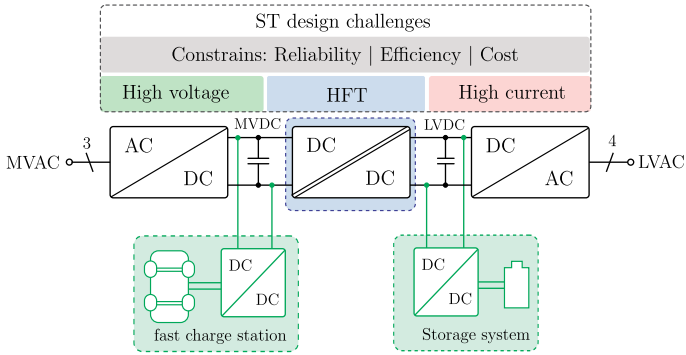 ST design challenges
Constrains: Reliability | Efficiency | Cost
High voltage
HFT
High current
MVDC
LVDC
3
4
MVAC
AC
DC
DC
DC
DC
AC
LVAC
DC
DC
fast charge station
DC
DC
Storage system